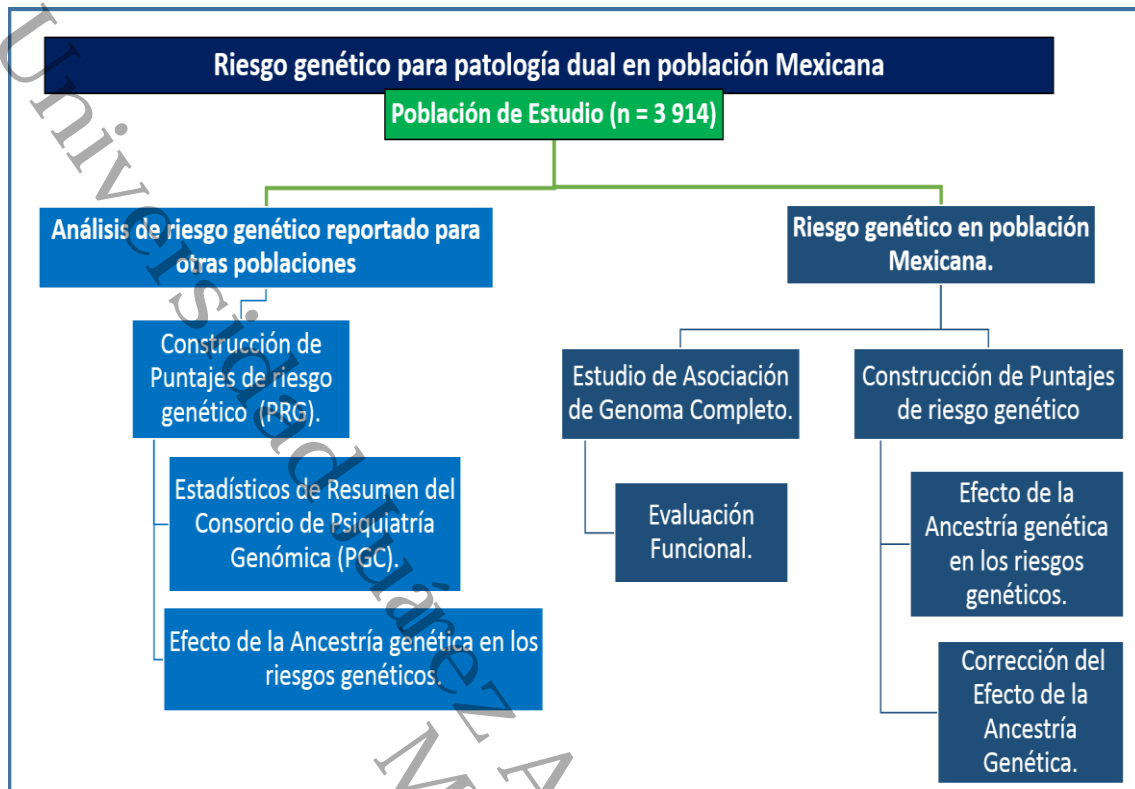 Riesgo genético para patología dual en población Mexicana
Población de Estudio (n = 3 914)
Análisis de riesgo genético reportado para
otras poblaciones
Construcción de
Puntajes de riesgo
genético (PRG).
Estadísticos de Resumen del
Consorcio de Psiquiatría
Genómica (PGC).
Efecto de la Ancestría genética en los
riesgos genéticos.
Riesgo genético en población
Mexicana.
Estudio de Asociación
de Genoma Completo.
Evaluación
Funcional.
Construcción de Puntajes
de riesgo genético
Efecto de la
Ancestría genética
en los riesgos
genéticos.
Corrección del
Efecto de la
Ancestría
Genética.
Universidad Juárez